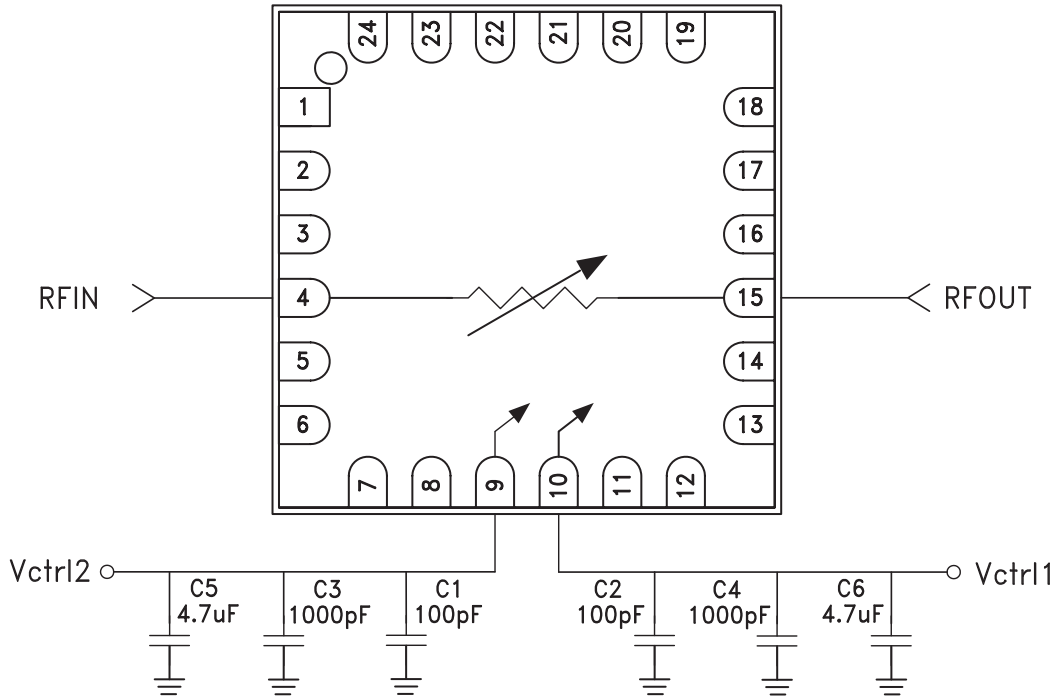 24 23 22 21 20 19
1 18
2 17
3 16
RFIN 4 15 RFOUT
5 14
6 13
7 8 9 10 11 12
Vctrl2 Vctrl1
C5 C3 C1 C2 C4 C6
4.7uF 1000pF 100pF 100pF 1000pF 4.7uF